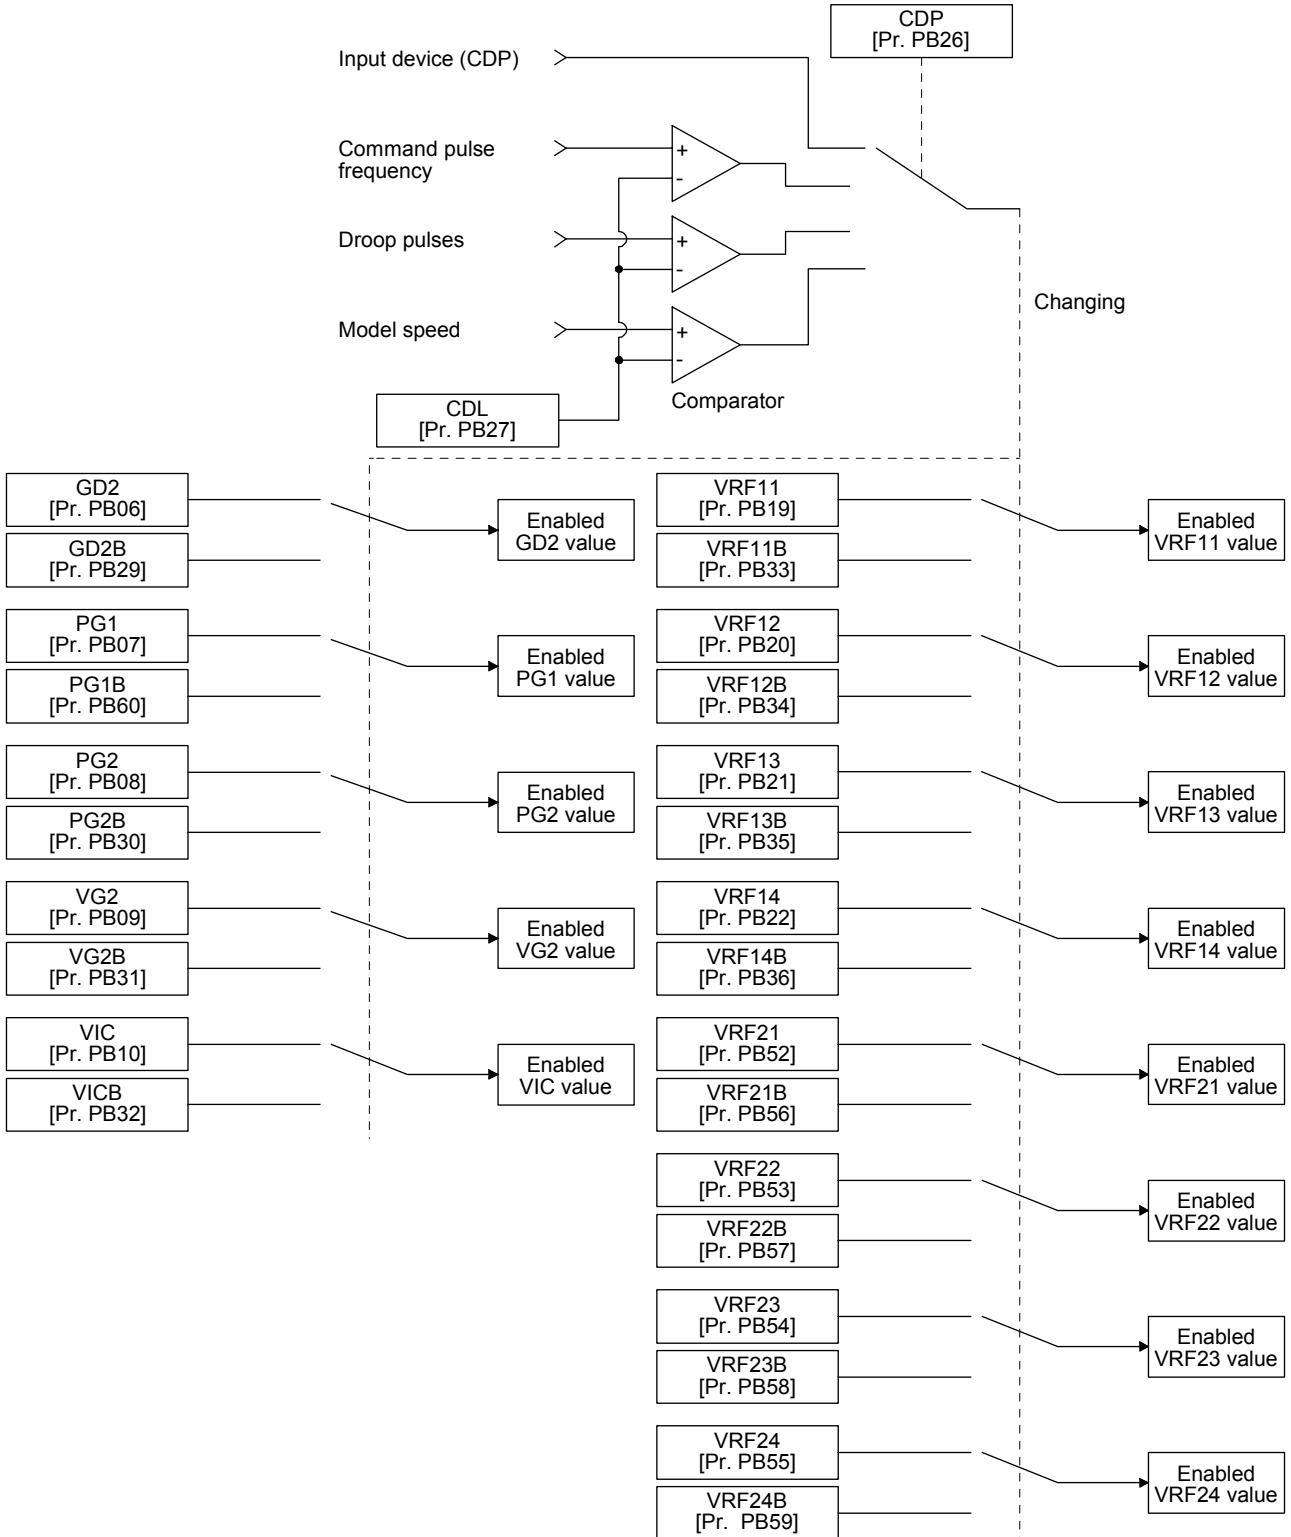 CDP
[Pr. PB26]
Input device (CDP)
Command pulse
frequency
+
-
Droop pulses
+
-
Changing
Model speed
+
-
Comparator
CDL
[Pr. PB27]
GD2
[Pr. PB06]
Enabled
GD2 value
GD2B
[Pr. PB29]
PG1
[Pr. PB07]
Enabled
PG1 value
PG1B
[Pr. PB60]
PG2
[Pr. PB08]
Enabled
PG2 value
PG2B
[Pr. PB30]
VG2
[Pr. PB09]
Enabled
VG2 value
VG2B
[Pr. PB31]
VIC
[Pr. PB10]
Enabled
VIC value
VICB
[Pr. PB32]
VRF11
[Pr. PB19]
Enabled
VRF11 value
VRF11B
[Pr. PB33]
VRF12
[Pr. PB20]
Enabled
VRF12 value
VRF12B
[Pr. PB34]
VRF13
[Pr. PB21]
Enabled
VRF13 value
VRF13B
[Pr. PB35]
VRF14
[Pr. PB22]
Enabled
VRF14 value
VRF14B
[Pr. PB36]
VRF21
[Pr. PB52]
Enabled
VRF21 value
VRF21B
[Pr. PB56]
VRF22
[Pr. PB53]
Enabled
VRF22 value
VRF22B
[Pr. PB57]
VRF23
[Pr. PB54]
Enabled
VRF23 value
VRF23B
[Pr. PB58]
VRF24
[Pr. PB55]
Enabled
VRF24 value
VRF24B
[Pr. PB59]